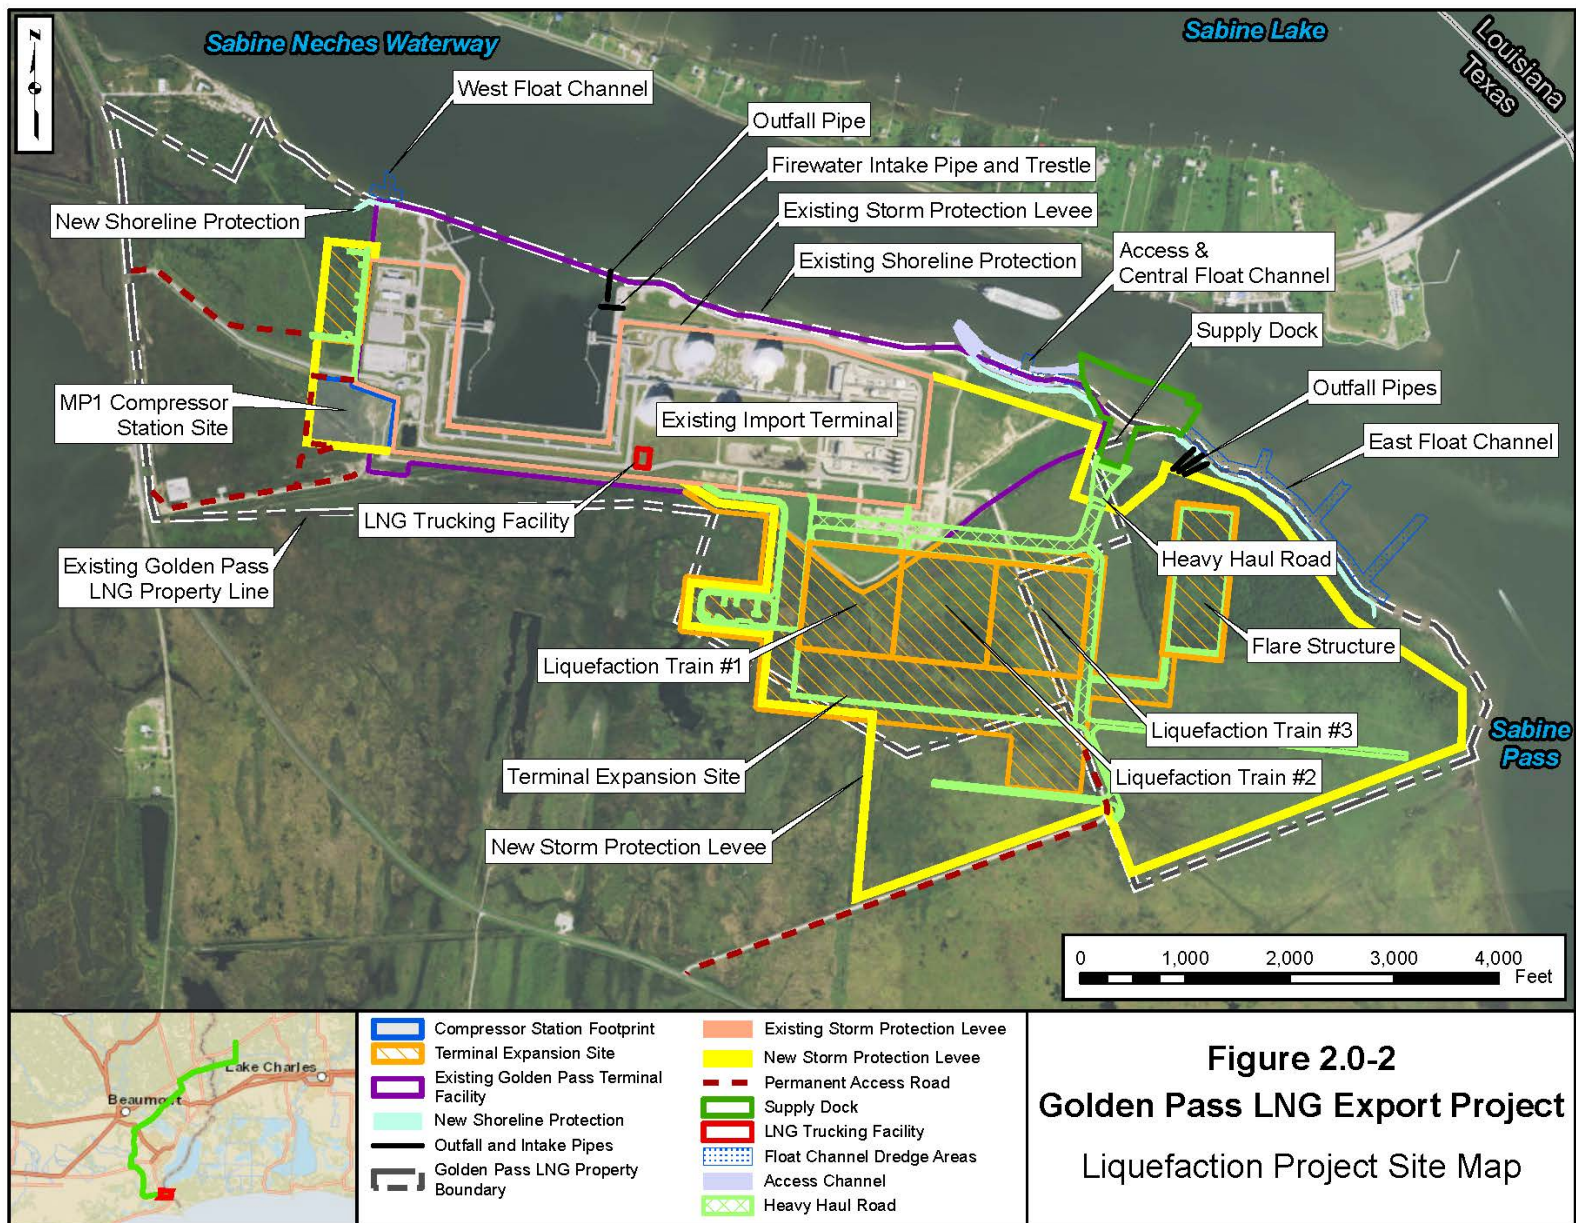 Sabine Neches Waterway
Sabine Lake
Louisiana
Texas
N
West Float Channel
Outfall Pipe
Firewater Intake Pipe and Trestle
New Shoreline Protection
Existing Storm Protection Levee
Existing Shoreline Protection
Access &
Central Float Channel
Supply Dock
Outfall Pipes
MP1 Compressor
Station Site
Existing Import Terminal
East Float Channel
LNG Trucking Facility
Existing Golden Pass
LNG Property Line
Heavy Haul Road
Liquefaction Train #1
Flare Structure
Liquefaction Train #3
Sabine
Pass
Terminal Expansion Site
Liquefaction Train #2
New Storm Protection Levee
0 1,000 2,000 3,000 4,000
Feet
Lake Charles
Beaumont
Compressor Station Footprint
Terminal Expansion Site
Existing Golden Pass Terminal
Facility
New Shoreline Protection
Outfall and Intake Pipes
Golden Pass LNG Property
Boundary
Existing Storm Protection Levee
New Storm Protection Levee
Permanent Access Road
Supply Dock
LNG Trucking Facility
Float Channel Dredge Areas
Access Channel
Heavy Haul Road
Figure 2.0-2
Golden Pass LNG Export Project
Liquefaction Project Site Map